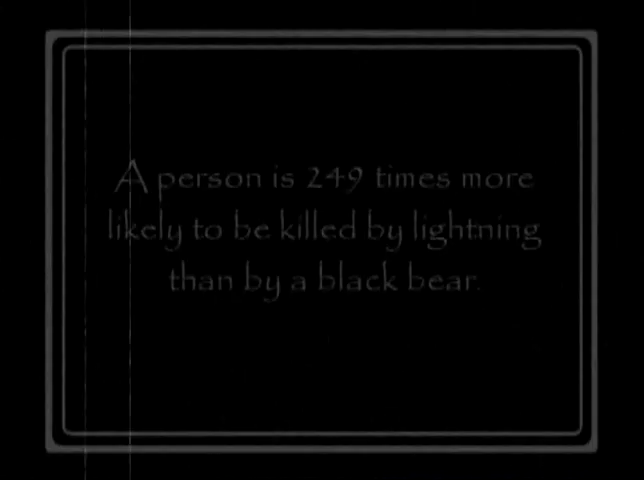 A person is 249 times more
likely to be killed by lightning
than by a black bear.